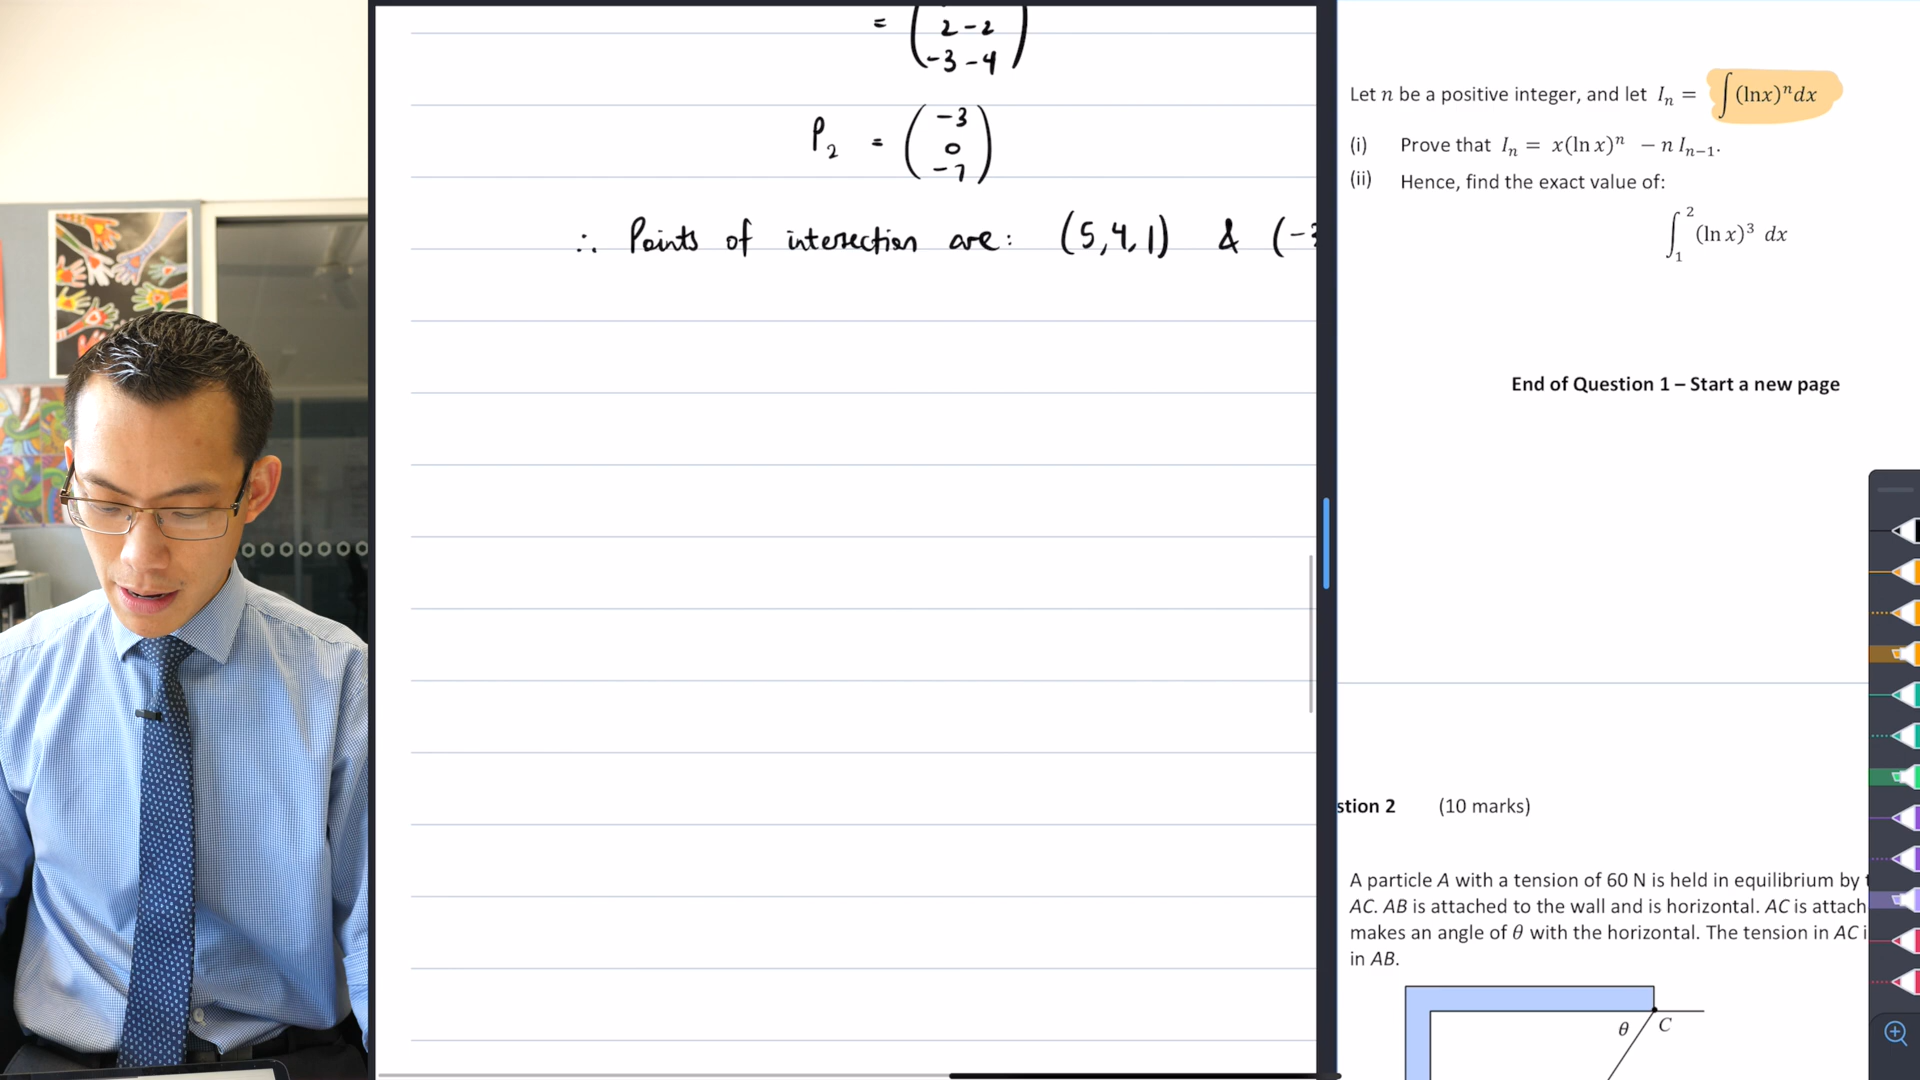 = ( 2 - 2
-3 - 4 )
P₂ = ( -3
0
-7 )
∴ Points of intersection are: (5,4,1) & (-3
Let n be a positive integer, and let Iₙ = ∫(lnx)ⁿdx
(i) Prove that Iₙ = x(ln x)ⁿ − n Iₙ₋₁.
(ii) Hence, find the exact value of:
∫₁² (ln x)³ dx
End of Question 1 – Start a new page
stion 2 (10 marks)
A particle A with a tension of 60 N is held in equilibrium by
AC. AB is attached to the wall and is horizontal. AC is attach
makes an angle of θ with the horizontal. The tension in AC i
in AB.
θ C